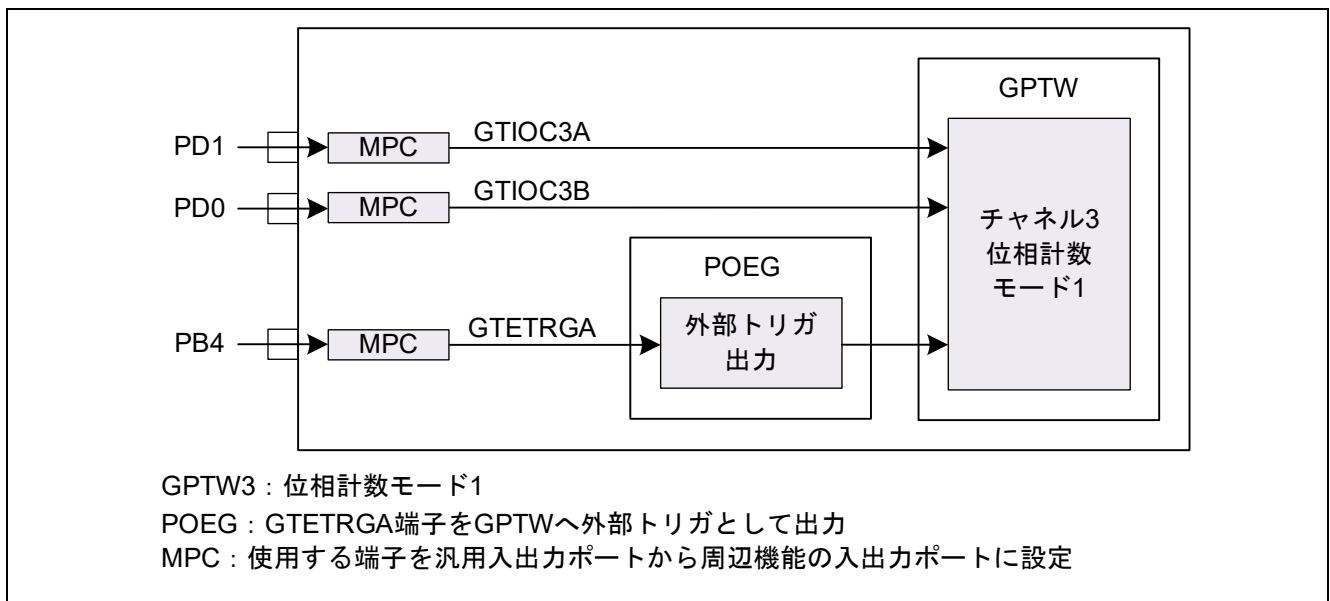 GPTW
PD1
MPC
GTIOC3A
PD0
MPC
GTIOC3B
チャネル3
位相計数
モード1
POEG
PB4
MPC
GTETRGA
外部トリガ
出力
GPTW3：位相計数モード1
POEG：GTETRGA端子をGPTWへ外部トリガとして出力
MPC：使用する端子を汎用入出力ポートから周辺機能の入出力ポートに設定